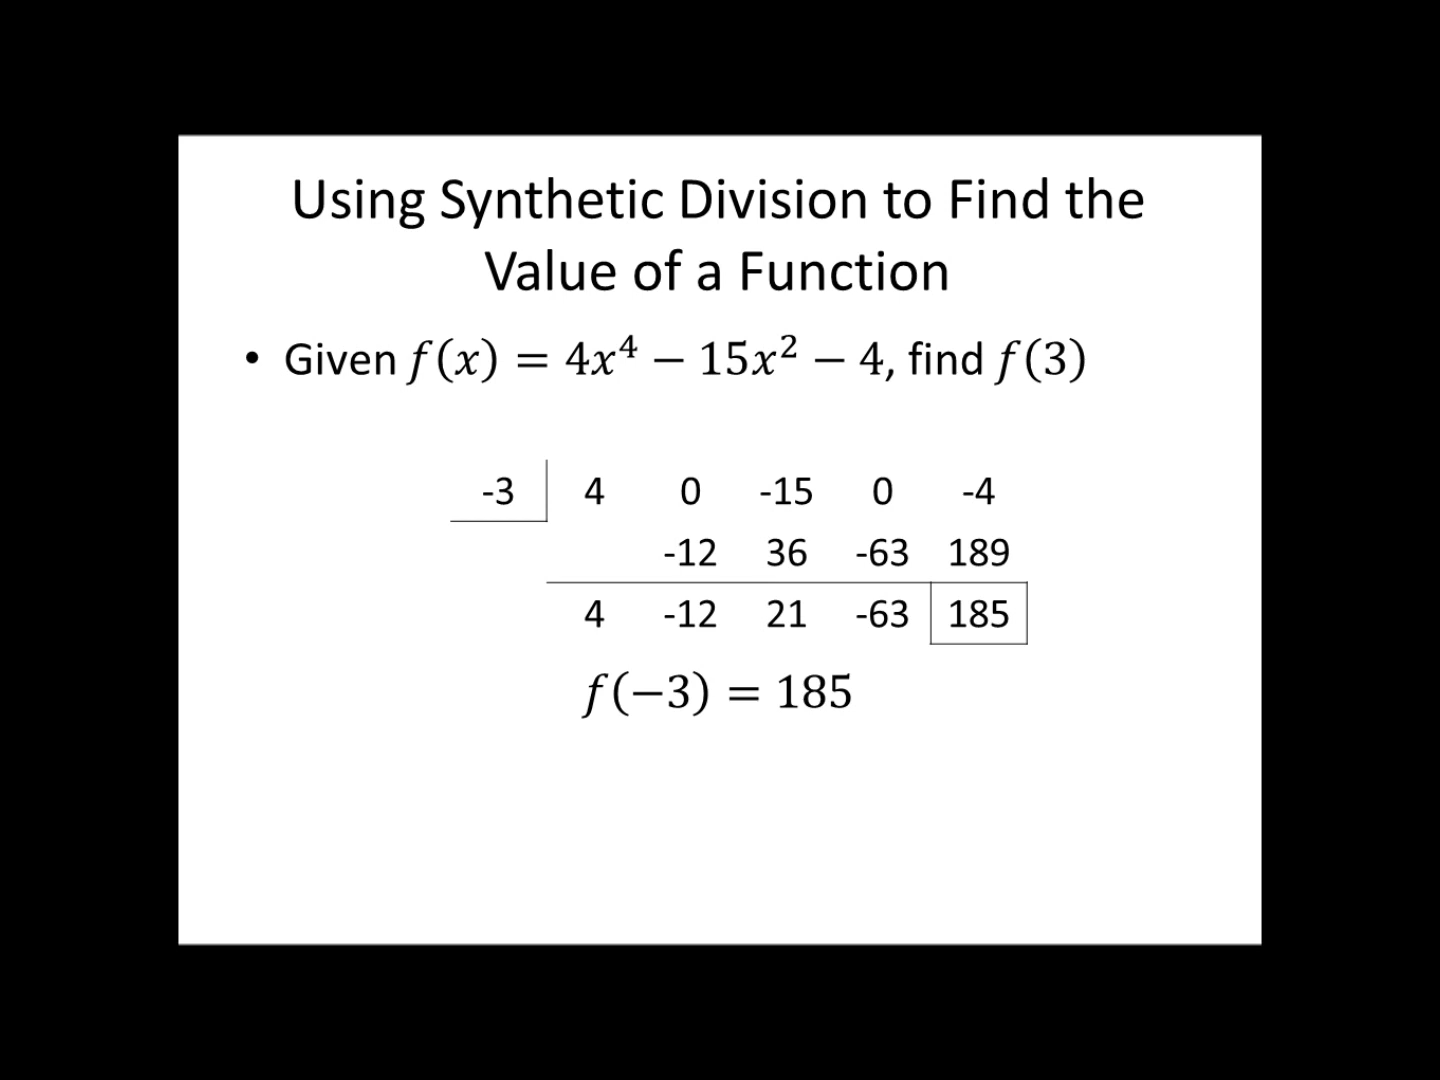 Using Synthetic Division to Find the
Value of a Function
• Given f(x) = 4x⁴ − 15x² − 4, find f(3)
-3 4 0 -15 0 -4
-12 36 -63 189
4 -12 21 -63 185
f(−3) = 185